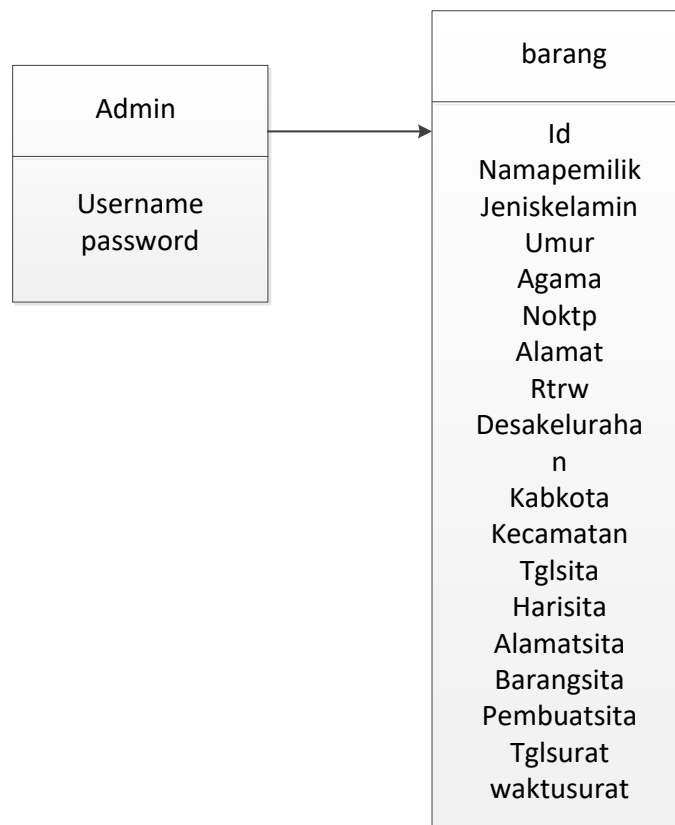 Admin
Username
password
barang
Id
Namapemilik
Jeniskelamin
Umur
Agama
Noktp
Alamat
Rtrw
Desakeluraha
n
Kabkota
Kecamatan
Tglsita
Harisita
Alamatsita
Barangsita
Pembuatsita
Tglsurat
waktusurat